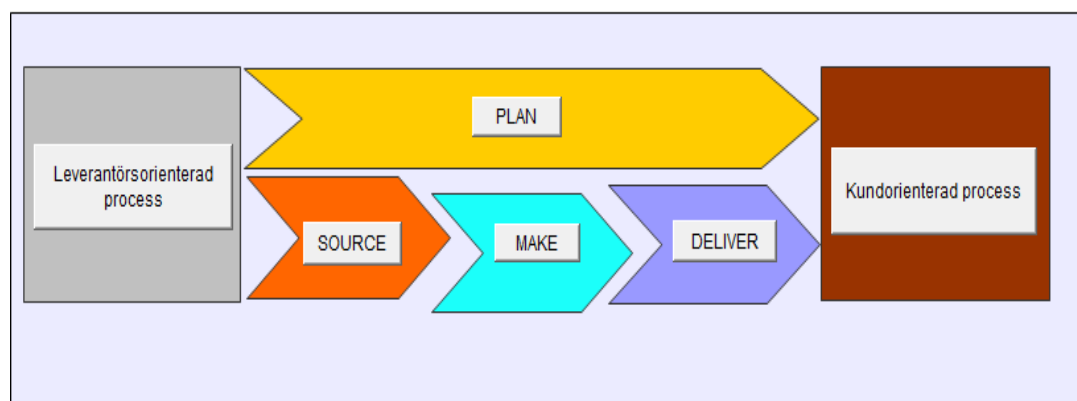 PLAN
Leverantörsorienterad
process
Kundorienterad process
SOURCE
MAKE
DELIVER